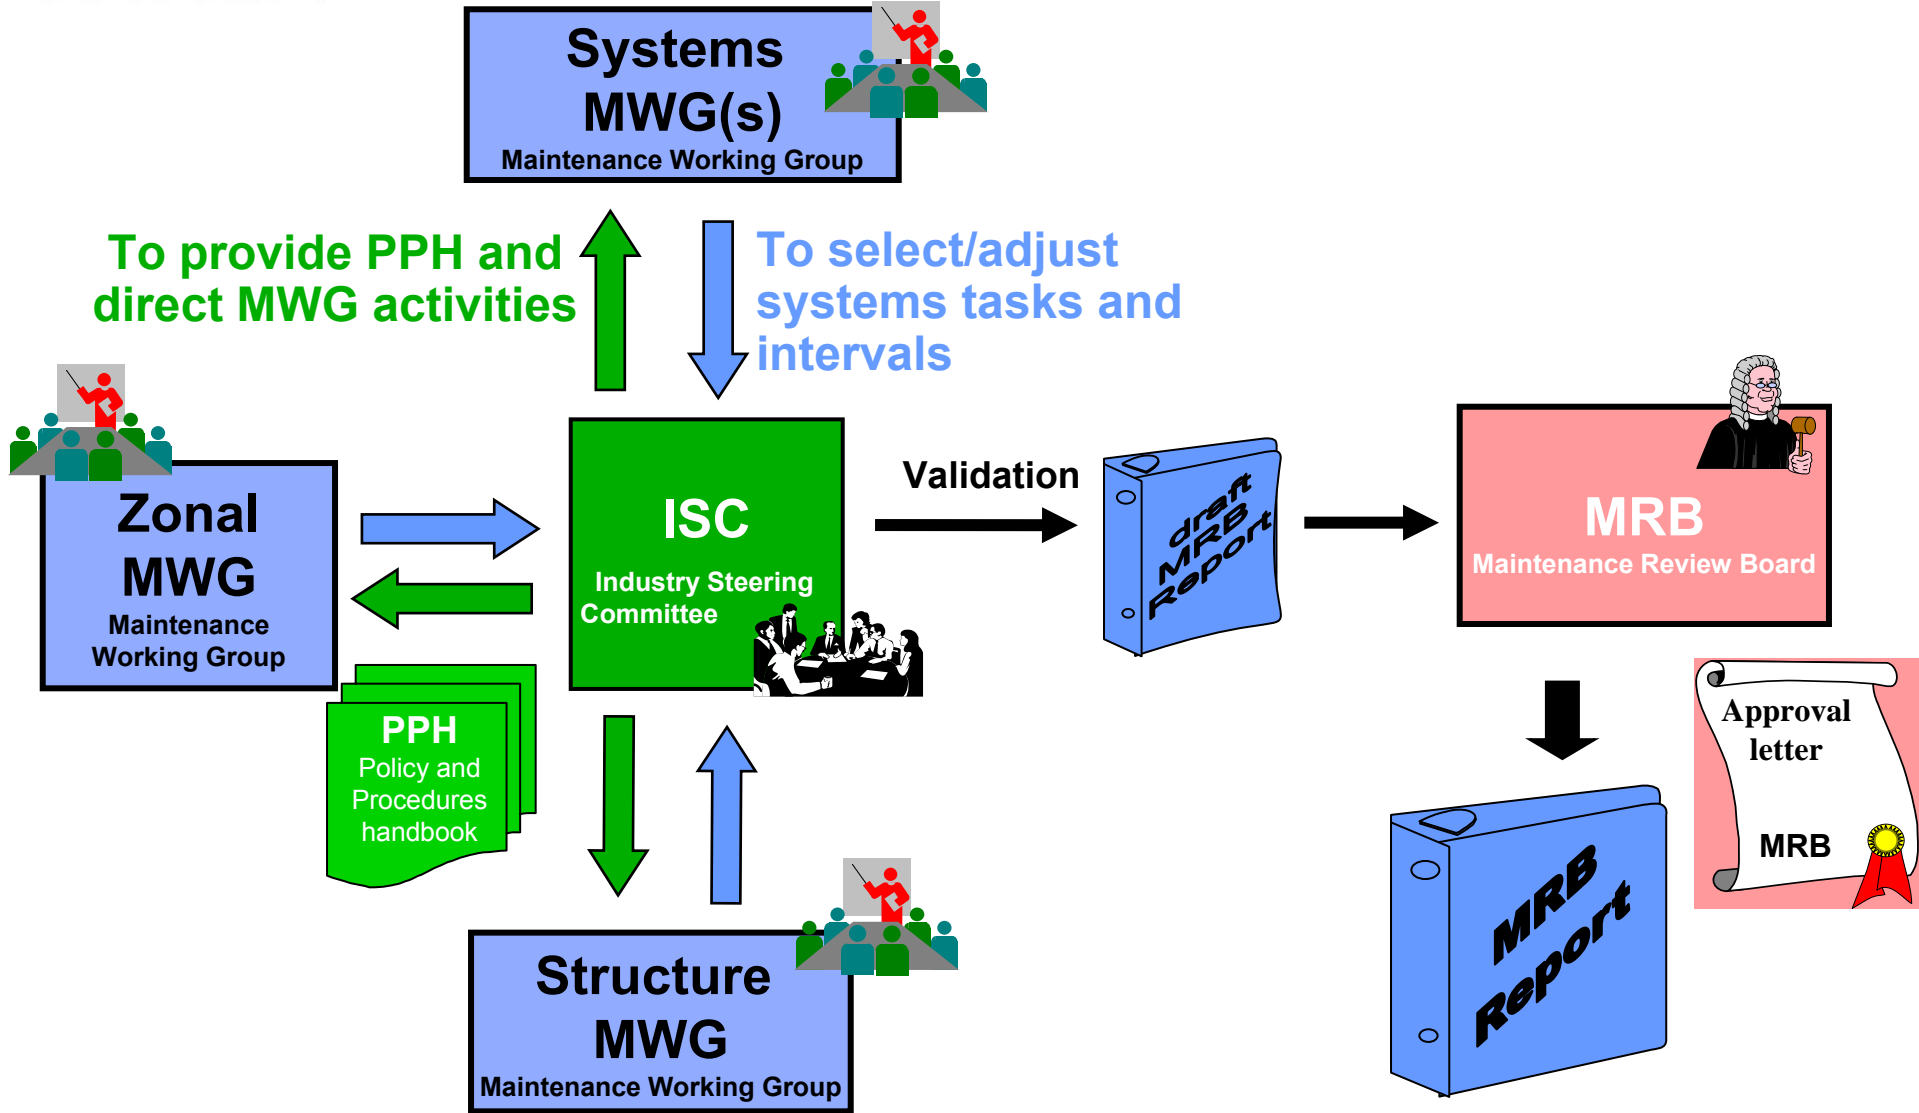 Systems
MWG(s)
Maintenance Working Group
To provide PPH and
direct MWG activities
To select/adjust
systems tasks and
intervals
Zonal
MWG
Maintenance
Working Group
ISC
Industry Steering
Committee
Validation
draft
MRB
Report
MRB
Maintenance Review Board
PPH
Policy and
Procedures
handbook
Approval
letter
MRB
MRB
Report
Structure
MWG
Maintenance Working Group